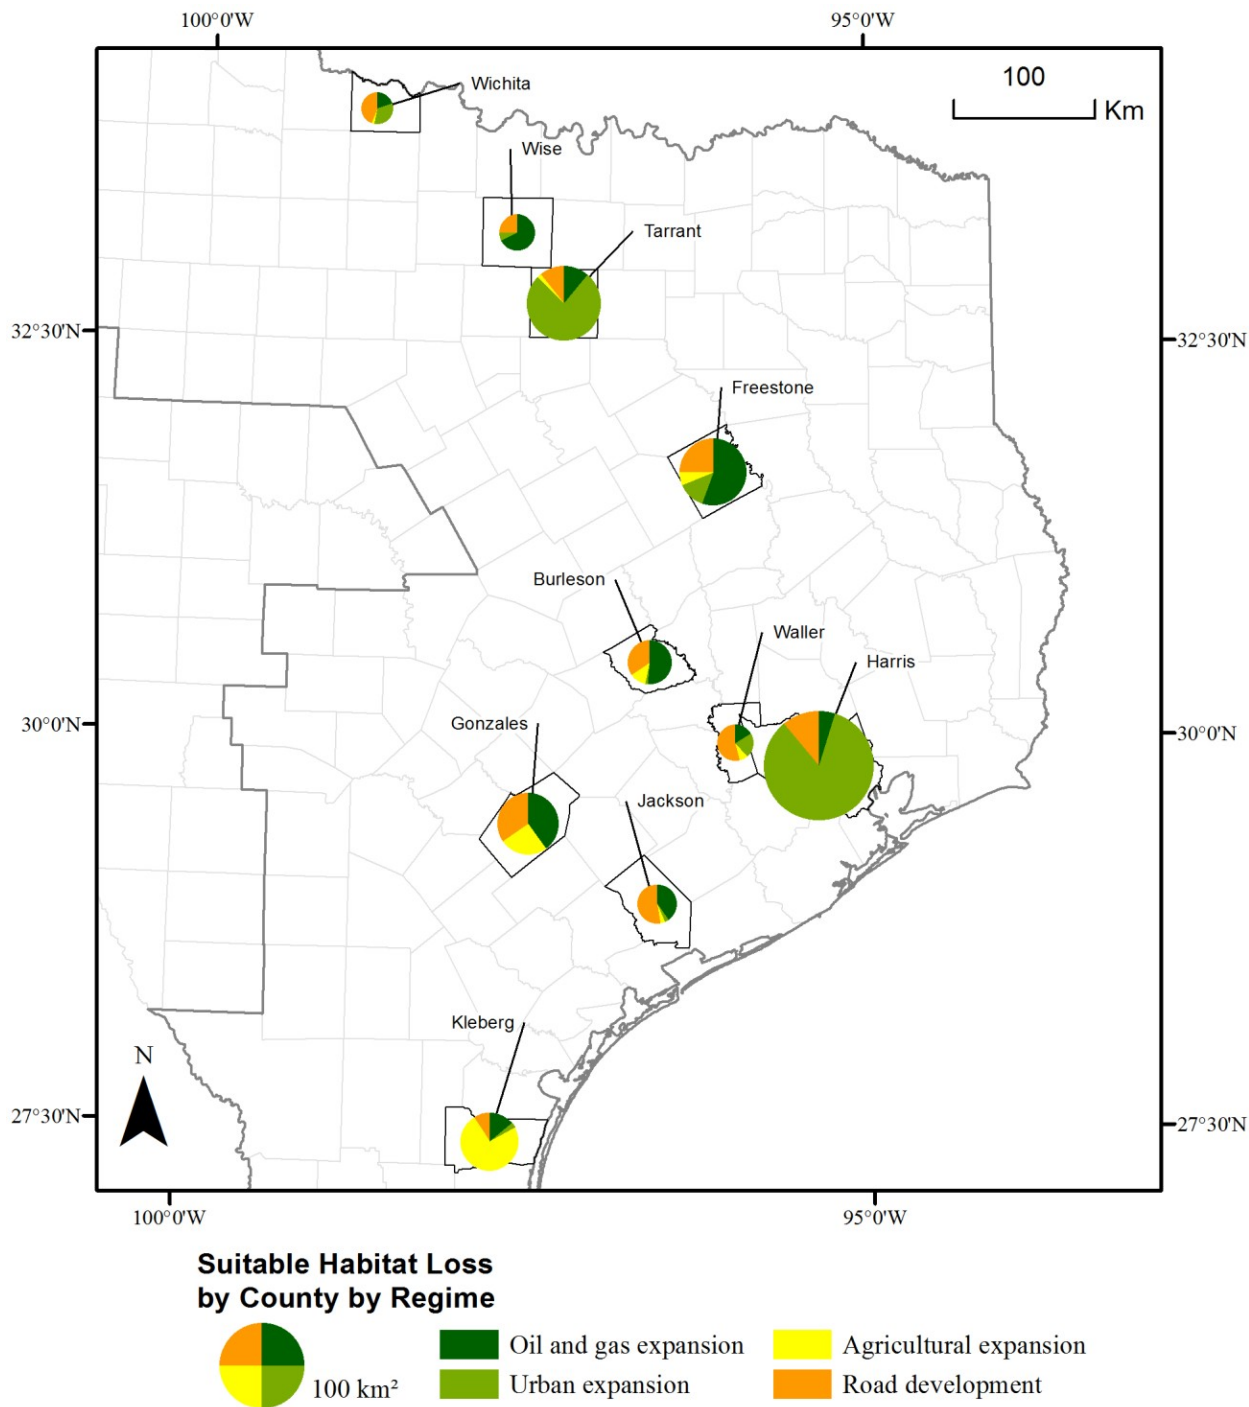 100°0'W
95°0'W
100
Km
Wichita
Wise
Tarrant
32°30'N
32°30'N
Freestone
Burleson
Waller
Harris
Gonzales
30°0'N
30°0'N
Jackson
Kleberg
N
27°30'N
27°30'N
100°0'W
95°0'W
Suitable Habitat Loss
by County by Regime
100 km²
Oil and gas expansion
Agricultural expansion
Urban expansion
Road development